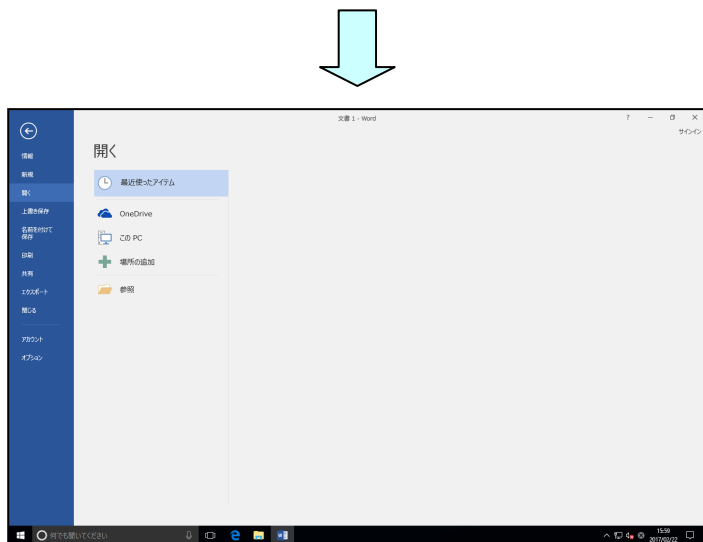 文書 1 - Word
?
サインイン
情報
新規
開く
上書き保存
名前を付けて
保存
印刷
共有
エクスポート
閉じる
アカウント
オプション
開く
最近使ったアイテム
OneDrive
この PC
場所の追加
参照
何でも聞いてください
15:59
2017/02/22